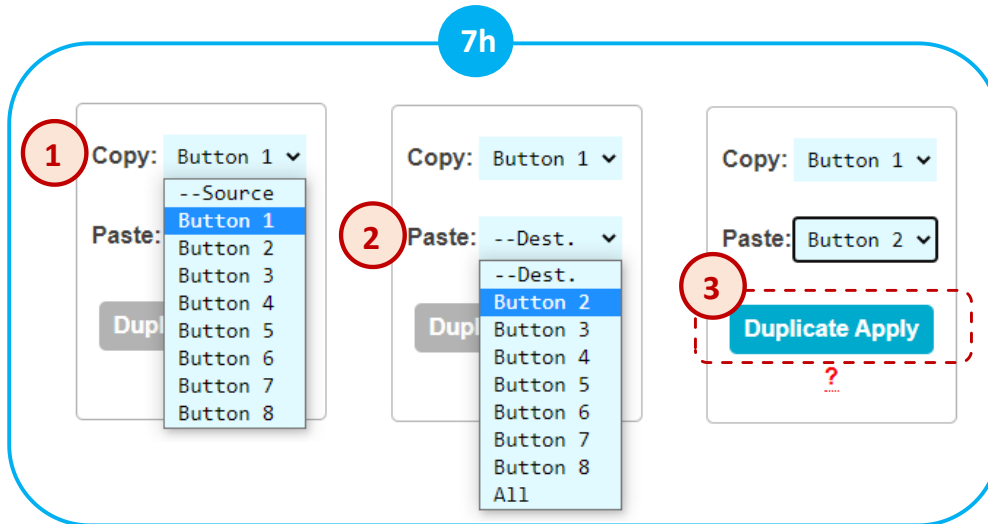 7h
1
Copy: Button 1
--Source
Button 1
Button 2
Button 3
Button 4
Button 5
Button 6
Button 7
Button 8
Paste:
Dupl
2
Copy: Button 1
Paste: --Dest.
--Dest.
Button 2
Button 3
Button 4
Button 5
Button 6
Button 7
Button 8
All
Dupl
3
Copy: Button 1
Paste: Button 2
Duplicate Apply
?